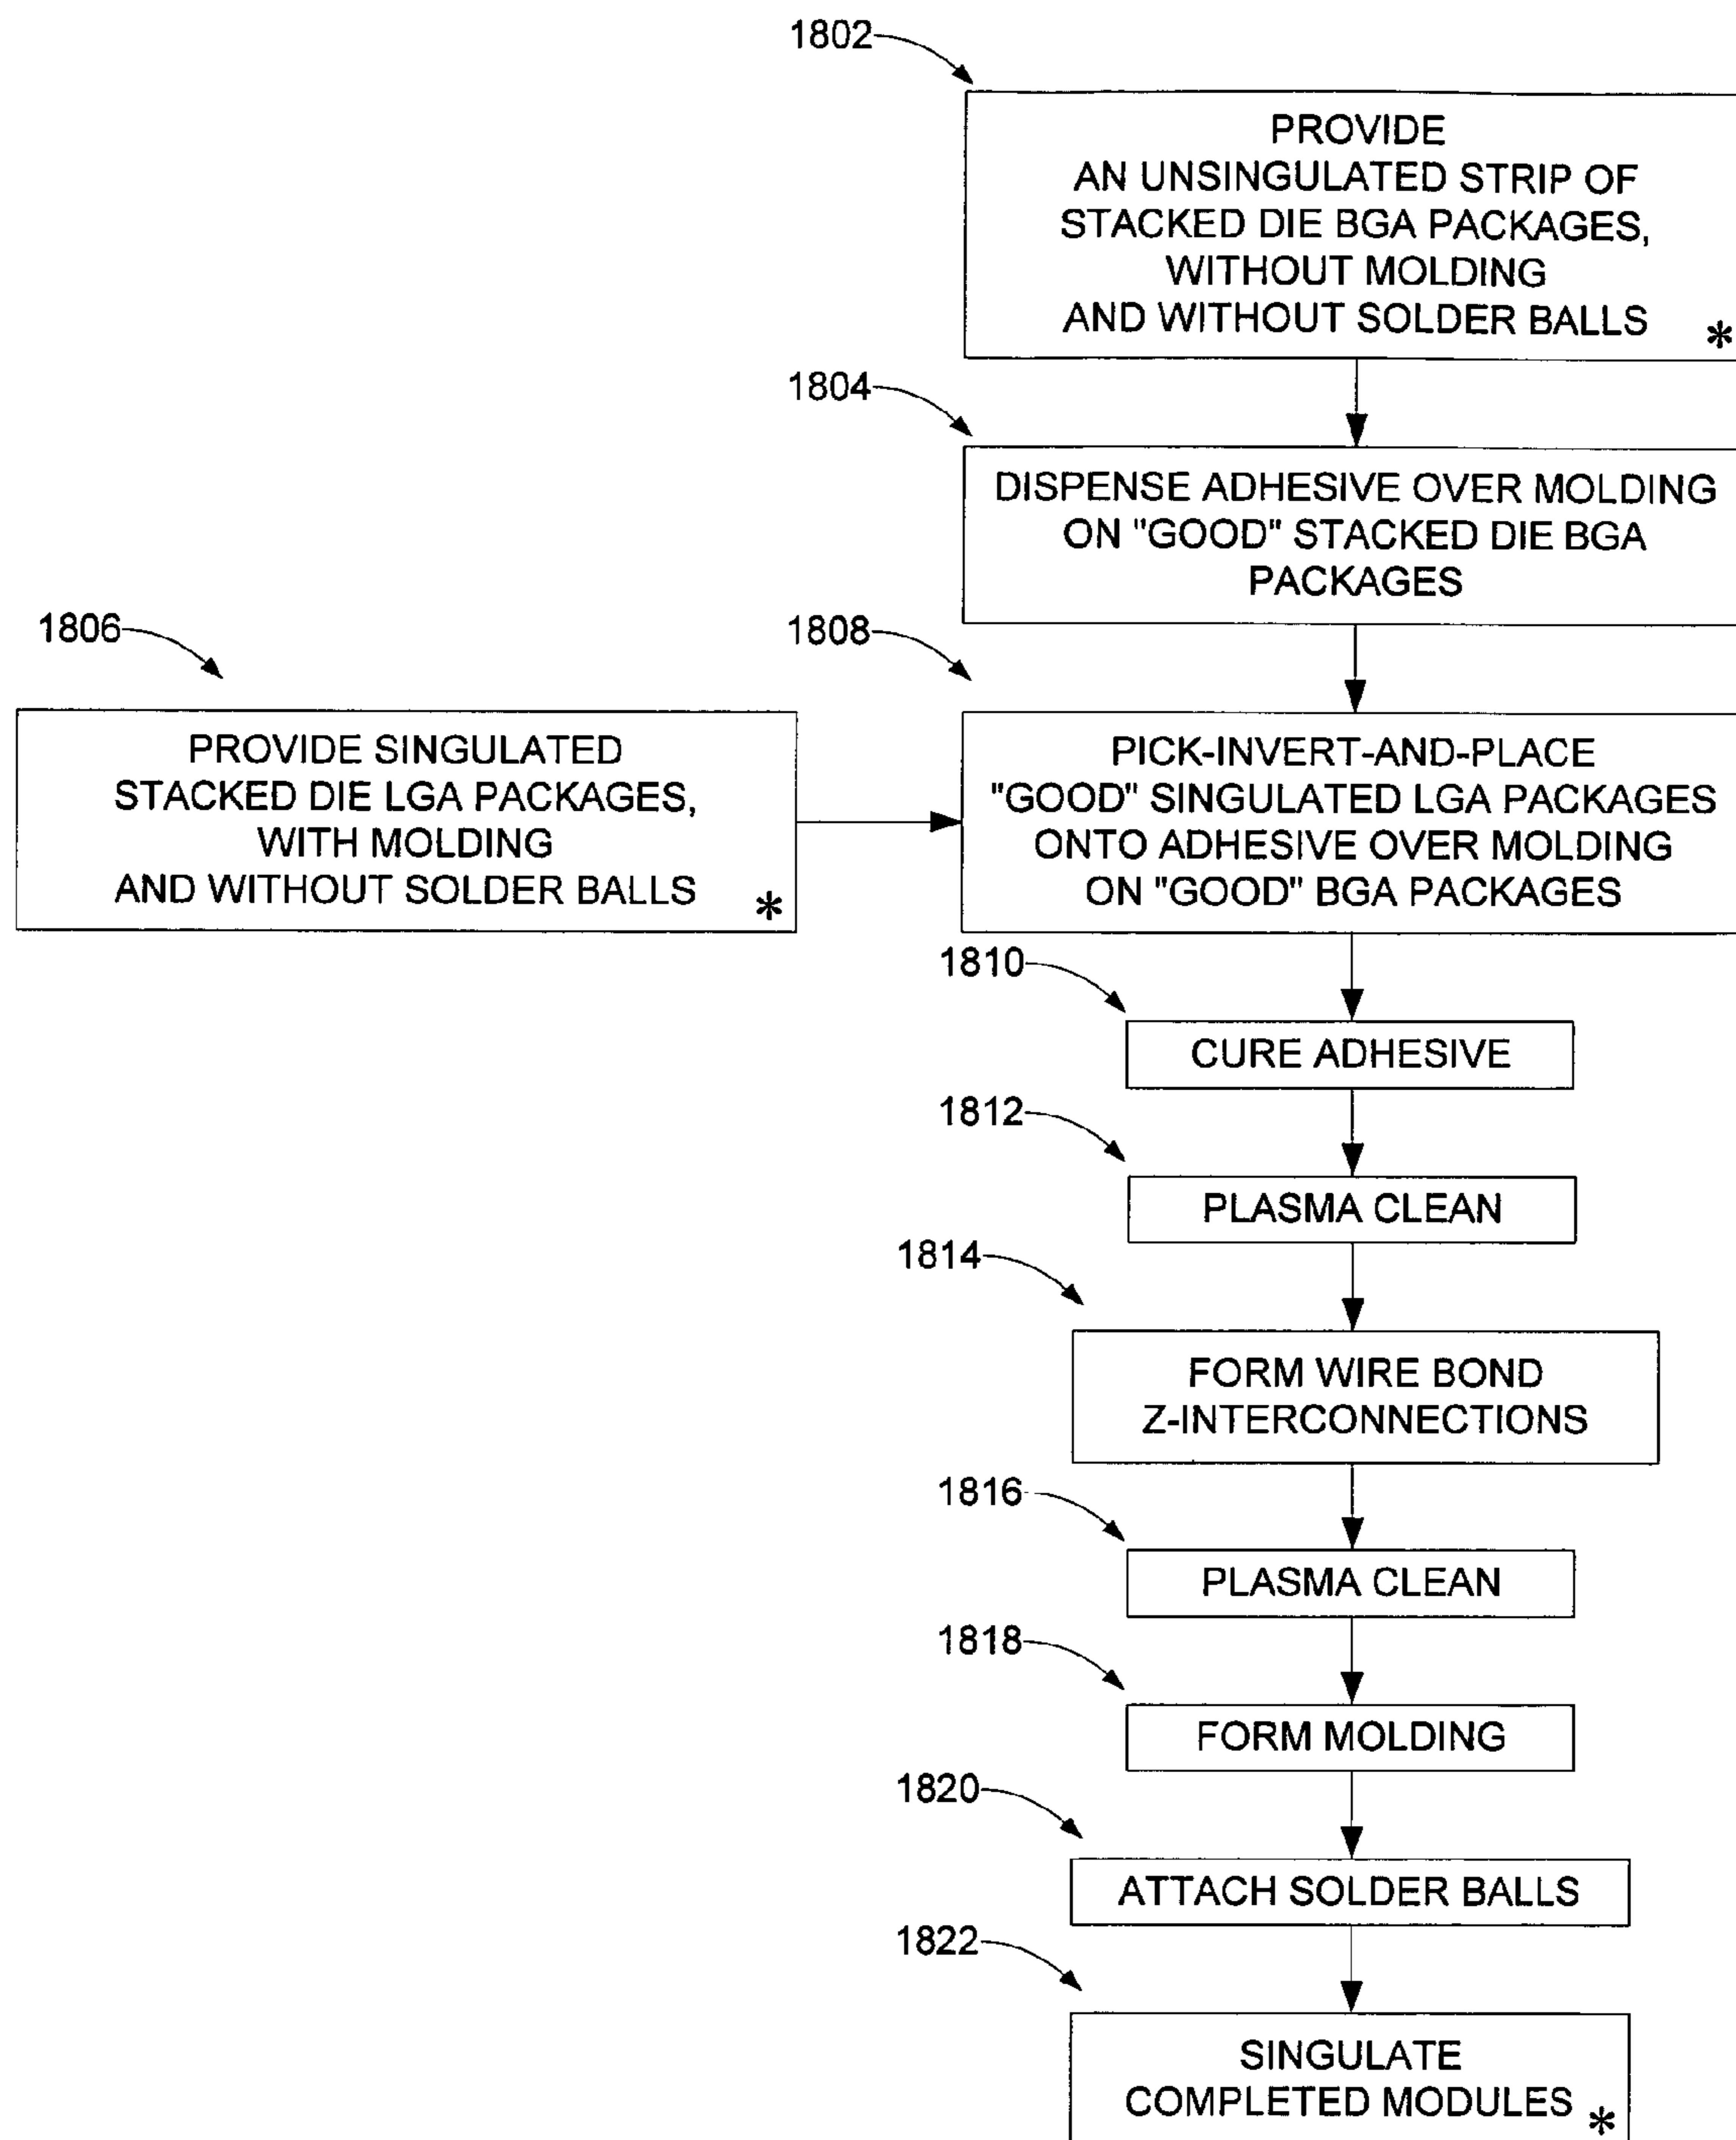 1802
PROVIDE
AN UNSINGULATED STRIP OF
STACKED DIE BGA PACKAGES,
WITHOUT MOLDING
AND WITHOUT SOLDER BALLS *
1804
DISPENSE ADHESIVE OVER MOLDING
ON "GOOD" STACKED DIE BGA
PACKAGES
1806
PROVIDE SINGULATED
STACKED DIE LGA PACKAGES,
WITH MOLDING
AND WITHOUT SOLDER BALLS *
1808
PICK-INVERT-AND-PLACE
"GOOD" SINGULATED LGA PACKAGES
ONTO ADHESIVE OVER MOLDING
ON "GOOD" BGA PACKAGES
1810
CURE ADHESIVE
1812
PLASMA CLEAN
1814
FORM WIRE BOND
Z-INTERCONNECTIONS
1816
PLASMA CLEAN
1818
FORM MOLDING
1820
ATTACH SOLDER BALLS
1822
SINGULATE
COMPLETED MODULES *